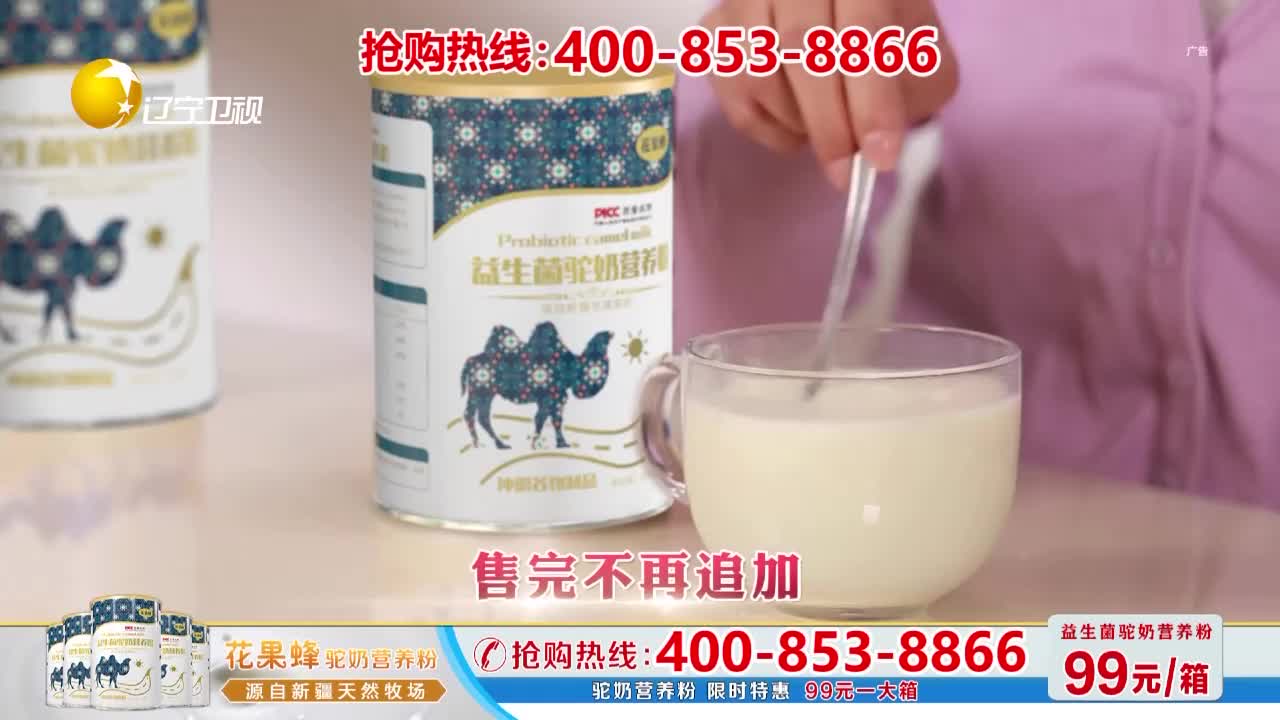 抢购热线:400-853-8866
广告
辽宁卫视
PICC
Probiotic camel milk
益生菌驼奶营养粉
售完不再追加
花果蜂 驼奶营养粉
源自新疆天然牧场
抢购热线:400-853-8866
驼奶营养粉 限时特惠 99元一大箱
益生菌驼奶营养粉
99元/箱